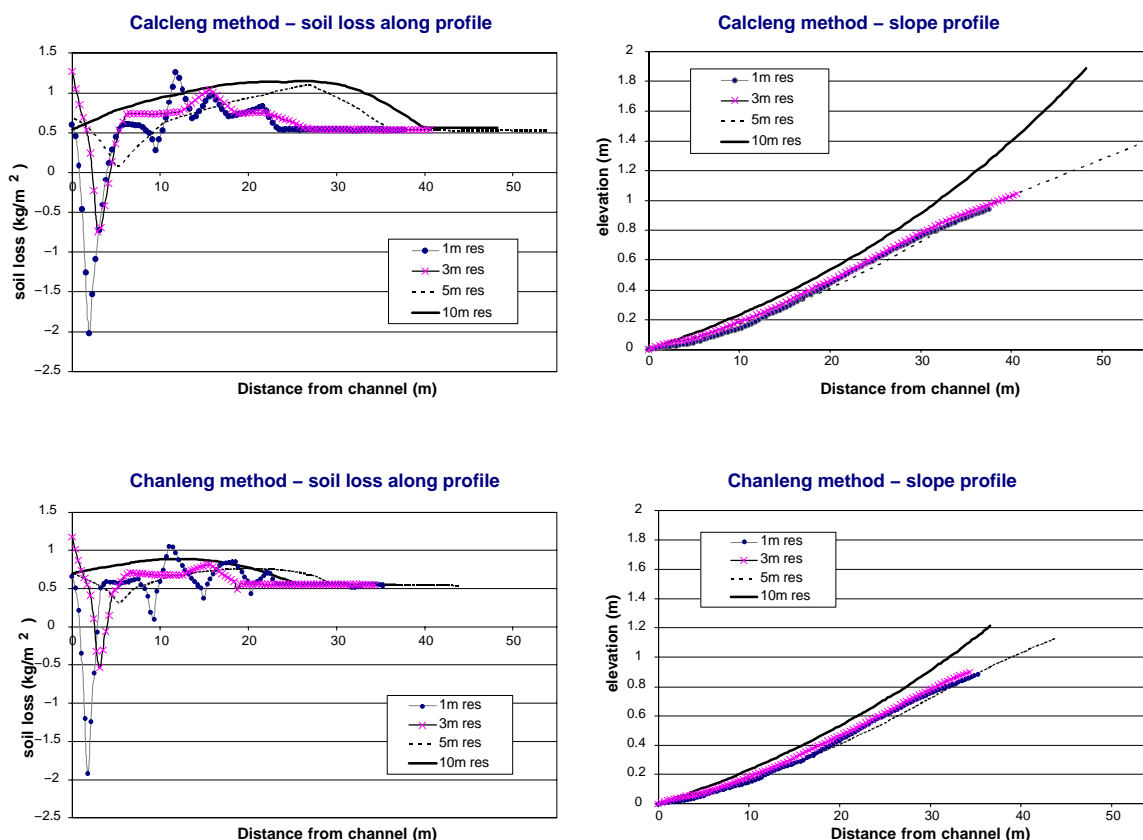 Calcleng method – soil loss along profile
1.5
1
0.5
0
−0.5
−1
−1.5
−2
−2.5
0 10 20 30 40 50
soil loss (kg/m 2 )
Distance from channel (m)
1m res
3m res
5m res
10m res
Calcleng method – slope profile
2
1.8
1.6
1.4
1.2
1
0.8
0.6
0.4
0.2
0
0 10 20 30 40 50
elevation (m)
Distance from channel (m)
1m res
3m res
5m res
10m res
Chanleng method – soil loss along profile
1.5
1
0.5
0
−0.5
−1
−1.5
−2
−2.5
0 10 20 30 40 50
soil loss (kg/m 2 )
Distance from channel (m)
1m res
3m res
5m res
10m res
Chanleng method – slope profile
2
1.8
1.6
1.4
1.2
1
0.8
0.6
0.4
0.2
0
0 10 20 30 40 50
elevation (m)
Distance from channel (m)
1m res
3m res
5m res
10m res